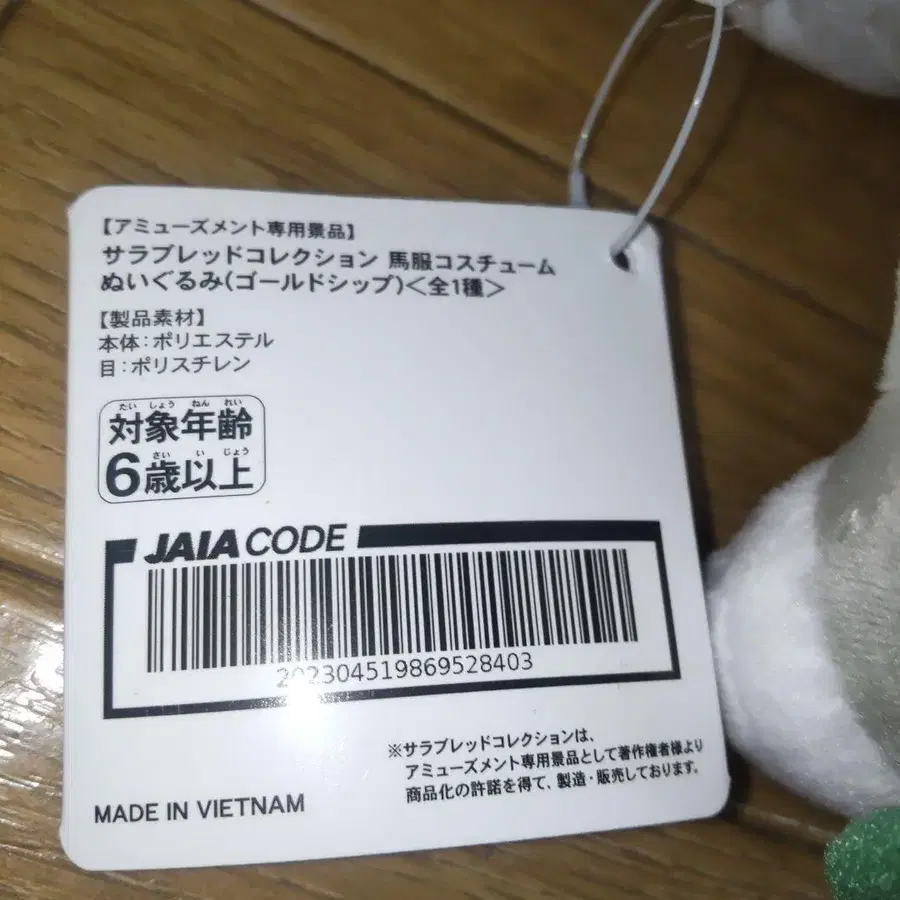 【アミューズメント専用景品】
サラブレッドコレクション 馬服コスチューム
ぬいぐるみ(ゴールドシップ)<全1種>
【製品素材】
本体:ポリエステル
目:ポリスチレン
たい しょう ねん れい
対象年齢
さい い じょう
6歳以上
JAIA CODE
202304519869528403
※サラブレッドコレクションは、
アミューズメント専用景品として著作権者様より
商品化の許諾を得て、製造・販売しております。
MADE IN VIETNAM